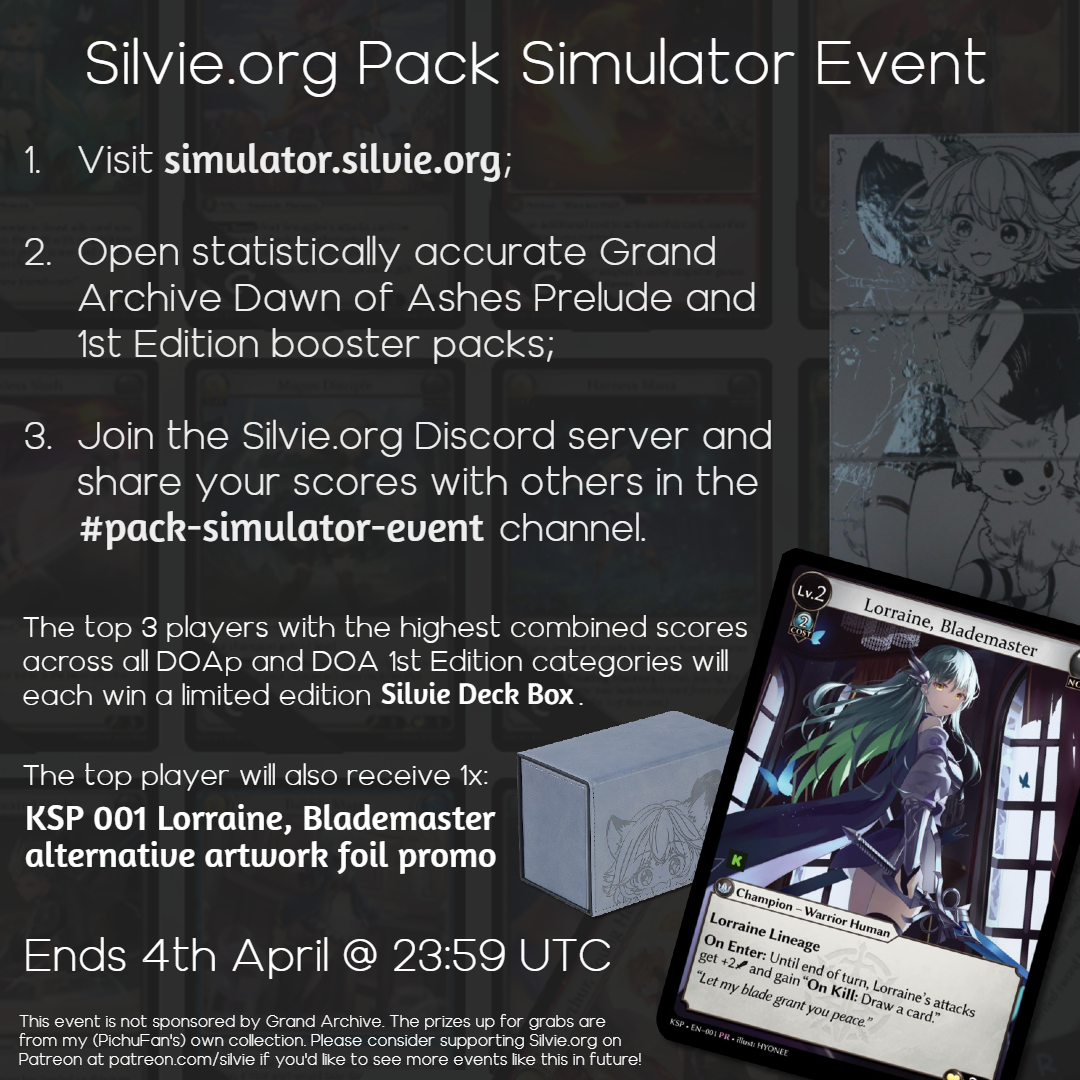 Silvie.org Pack Simulator Event
1. Visit simulator.silvie.org;
2. Open statistically accurate Grand
Archive Dawn of Ashes Prelude and
1st Edition booster packs;
3. Join the Silvie.org Discord server and
share your scores with others in the
#pack-simulator-event channel.
The top 3 players with the highest combined scores
across all DOAp and DOA 1st Edition categories will
each win a limited edition Silvie Deck Box.
The top player will also receive 1x:
KSP 001 Lorraine, Blademaster
alternative artwork foil promo
Ends 4th April @ 23:59 UTC
This event is not sponsored by Grand Archive. The prizes up for grabs are
from my (PichuFan's) own collection. Please consider supporting Silvie.org on
Patreon at patreon.com/silvie if you'd like to see more events like this in future!
Lv.2
Lorraine, Blademaster
2
COST
K
Champion – Warrior Human
Lorraine Lineage
On Enter: Until end of turn, Lorraine's attacks
get +2 and gain "On Kill: Draw a card."
"Let my blade grant you peace."
KSP • EN-001 PR • illust: HYONEE